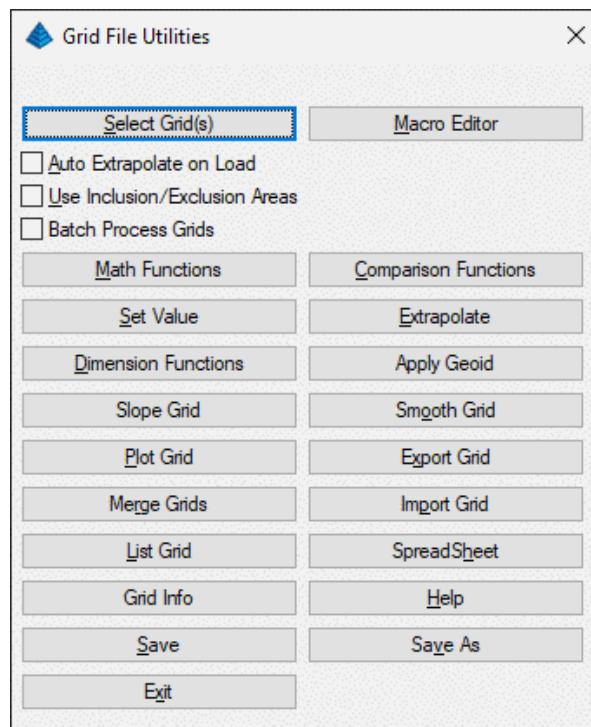 Grid File Utilities
Select Grid(s) Macro Editor
Auto Extrapolate on Load
Use Inclusion/Exclusion Areas
Batch Process Grids
Math Functions Comparison Functions
Set Value Extrapolate
Dimension Functions Apply Geoid
Slope Grid Smooth Grid
Plot Grid Export Grid
Merge Grids Import Grid
List Grid SpreadSheet
Grid Info Help
Save Save As
Exit